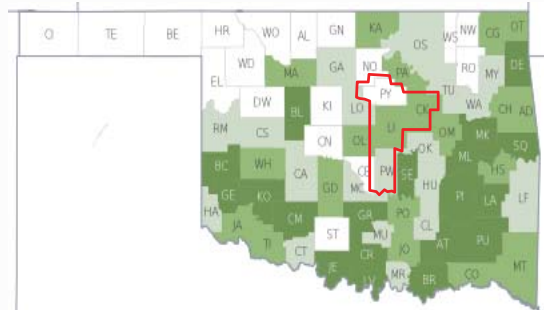 CI TE BE HR WO AL GN KA OS WS NW CG OT
WD MA GA NO PA RO MY DE
EL PY TU
DW BL KI LO CK WA CH AD
RM CS CN OL LI OM MK SQ
BC WH CA CE PW SE OK ML HS
GE KO GD MC HU PI LA LF
HA CM GR PO
JA ST MU CL AT PU
TI CT CR JO MT
JE LV MR BR CO